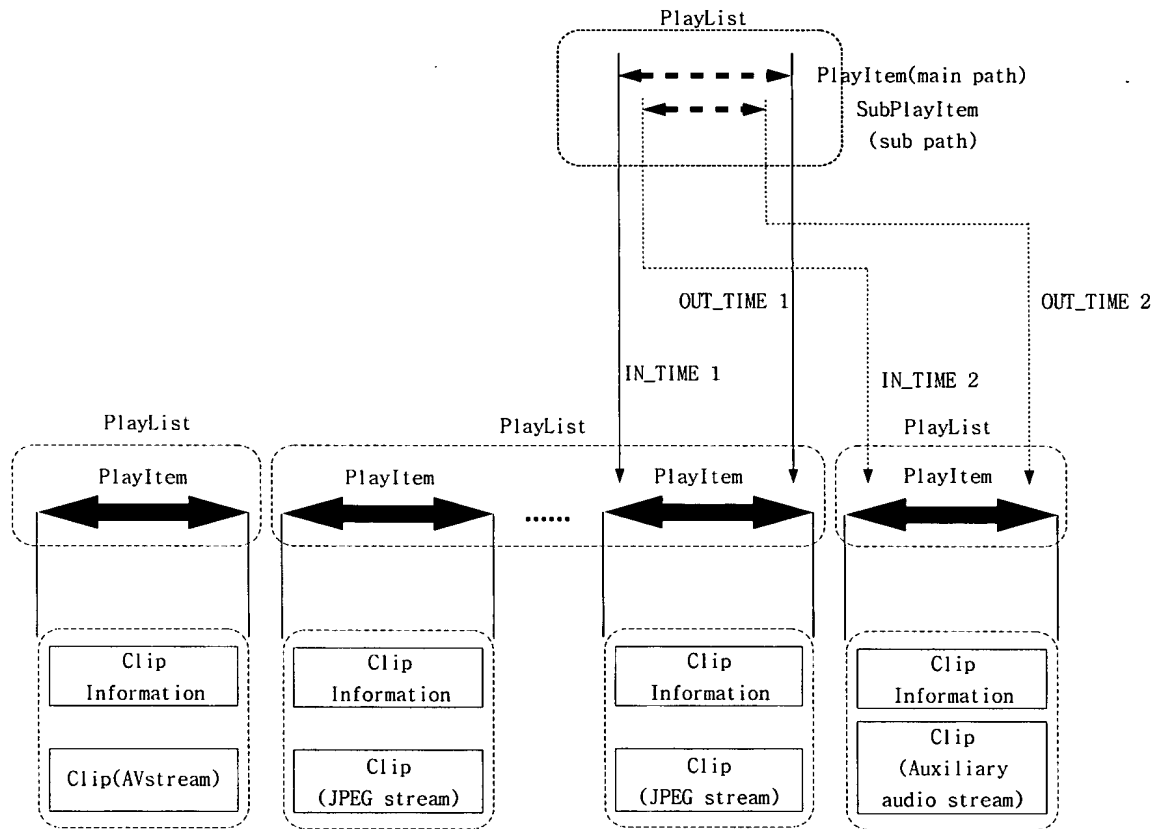 PlayList
PlayItem(main path)
SubPlayItem
(sub path)
OUT_TIME 1
OUT_TIME 2
IN_TIME 1
IN_TIME 2
PlayList
PlayList
PlayList
PlayItem
PlayItem
......
PlayItem
PlayItem
Clip
Information
Clip
Information
Clip
Information
Clip
Information
Clip(AVstream)
Clip
(JPEG stream)
Clip
(JPEG stream)
Clip
(Auxiliary
audio stream)